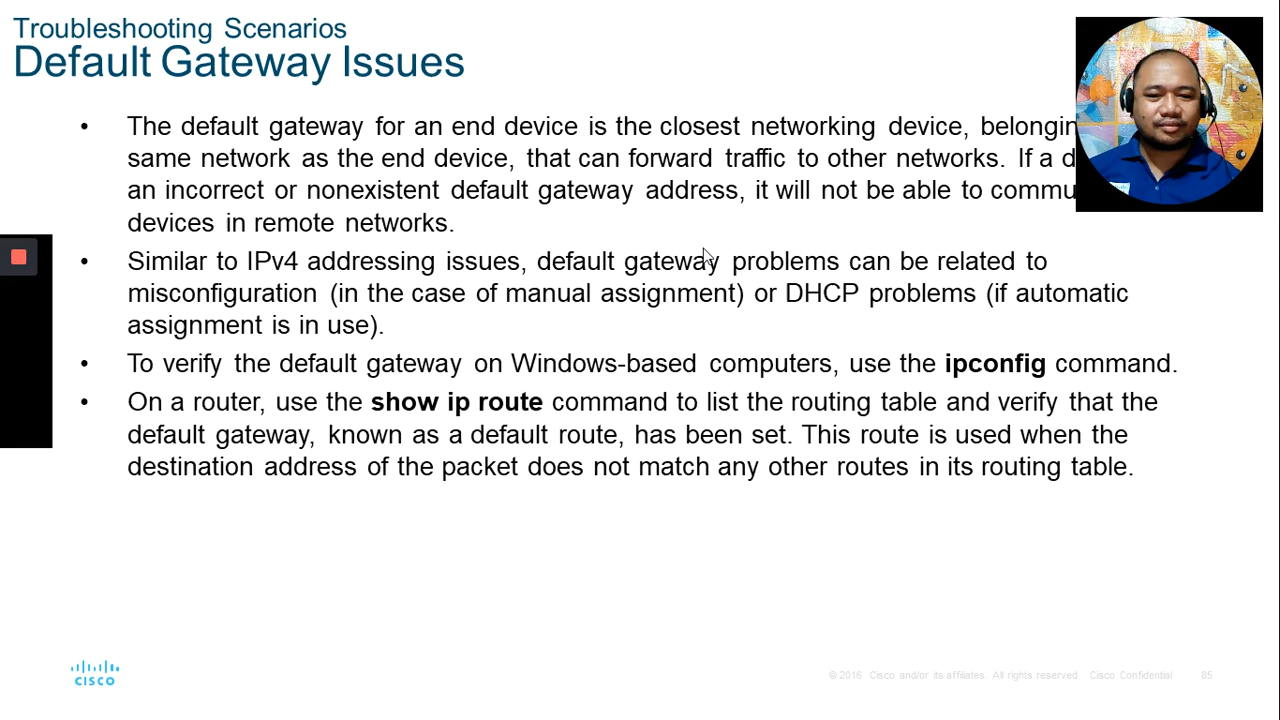 Troubleshooting Scenarios
Default Gateway Issues
• The default gateway for an end device is the closest networking device,
same network as the end device, that can forward traffic to other networks. If a
an incorrect or nonexistent default gateway address, it will not be able to
devices in remote networks.
• Similar to IPv4 addressing issues, default gateway problems can be related to
misconfiguration (in the case of manual assignment) or DHCP problems (if automatic
assignment is in use).
• To verify the default gateway on Windows-based computers, use the ipconfig command.
• On a router, use the show ip route command to list the routing table and verify that the
default gateway, known as a default route, has been set. This route is used when the
destination address of the packet does not match any other routes in its routing table.
CISCO
© 2016 Cisco and/or its affiliates. All rights reserved. Cisco Confidential 85